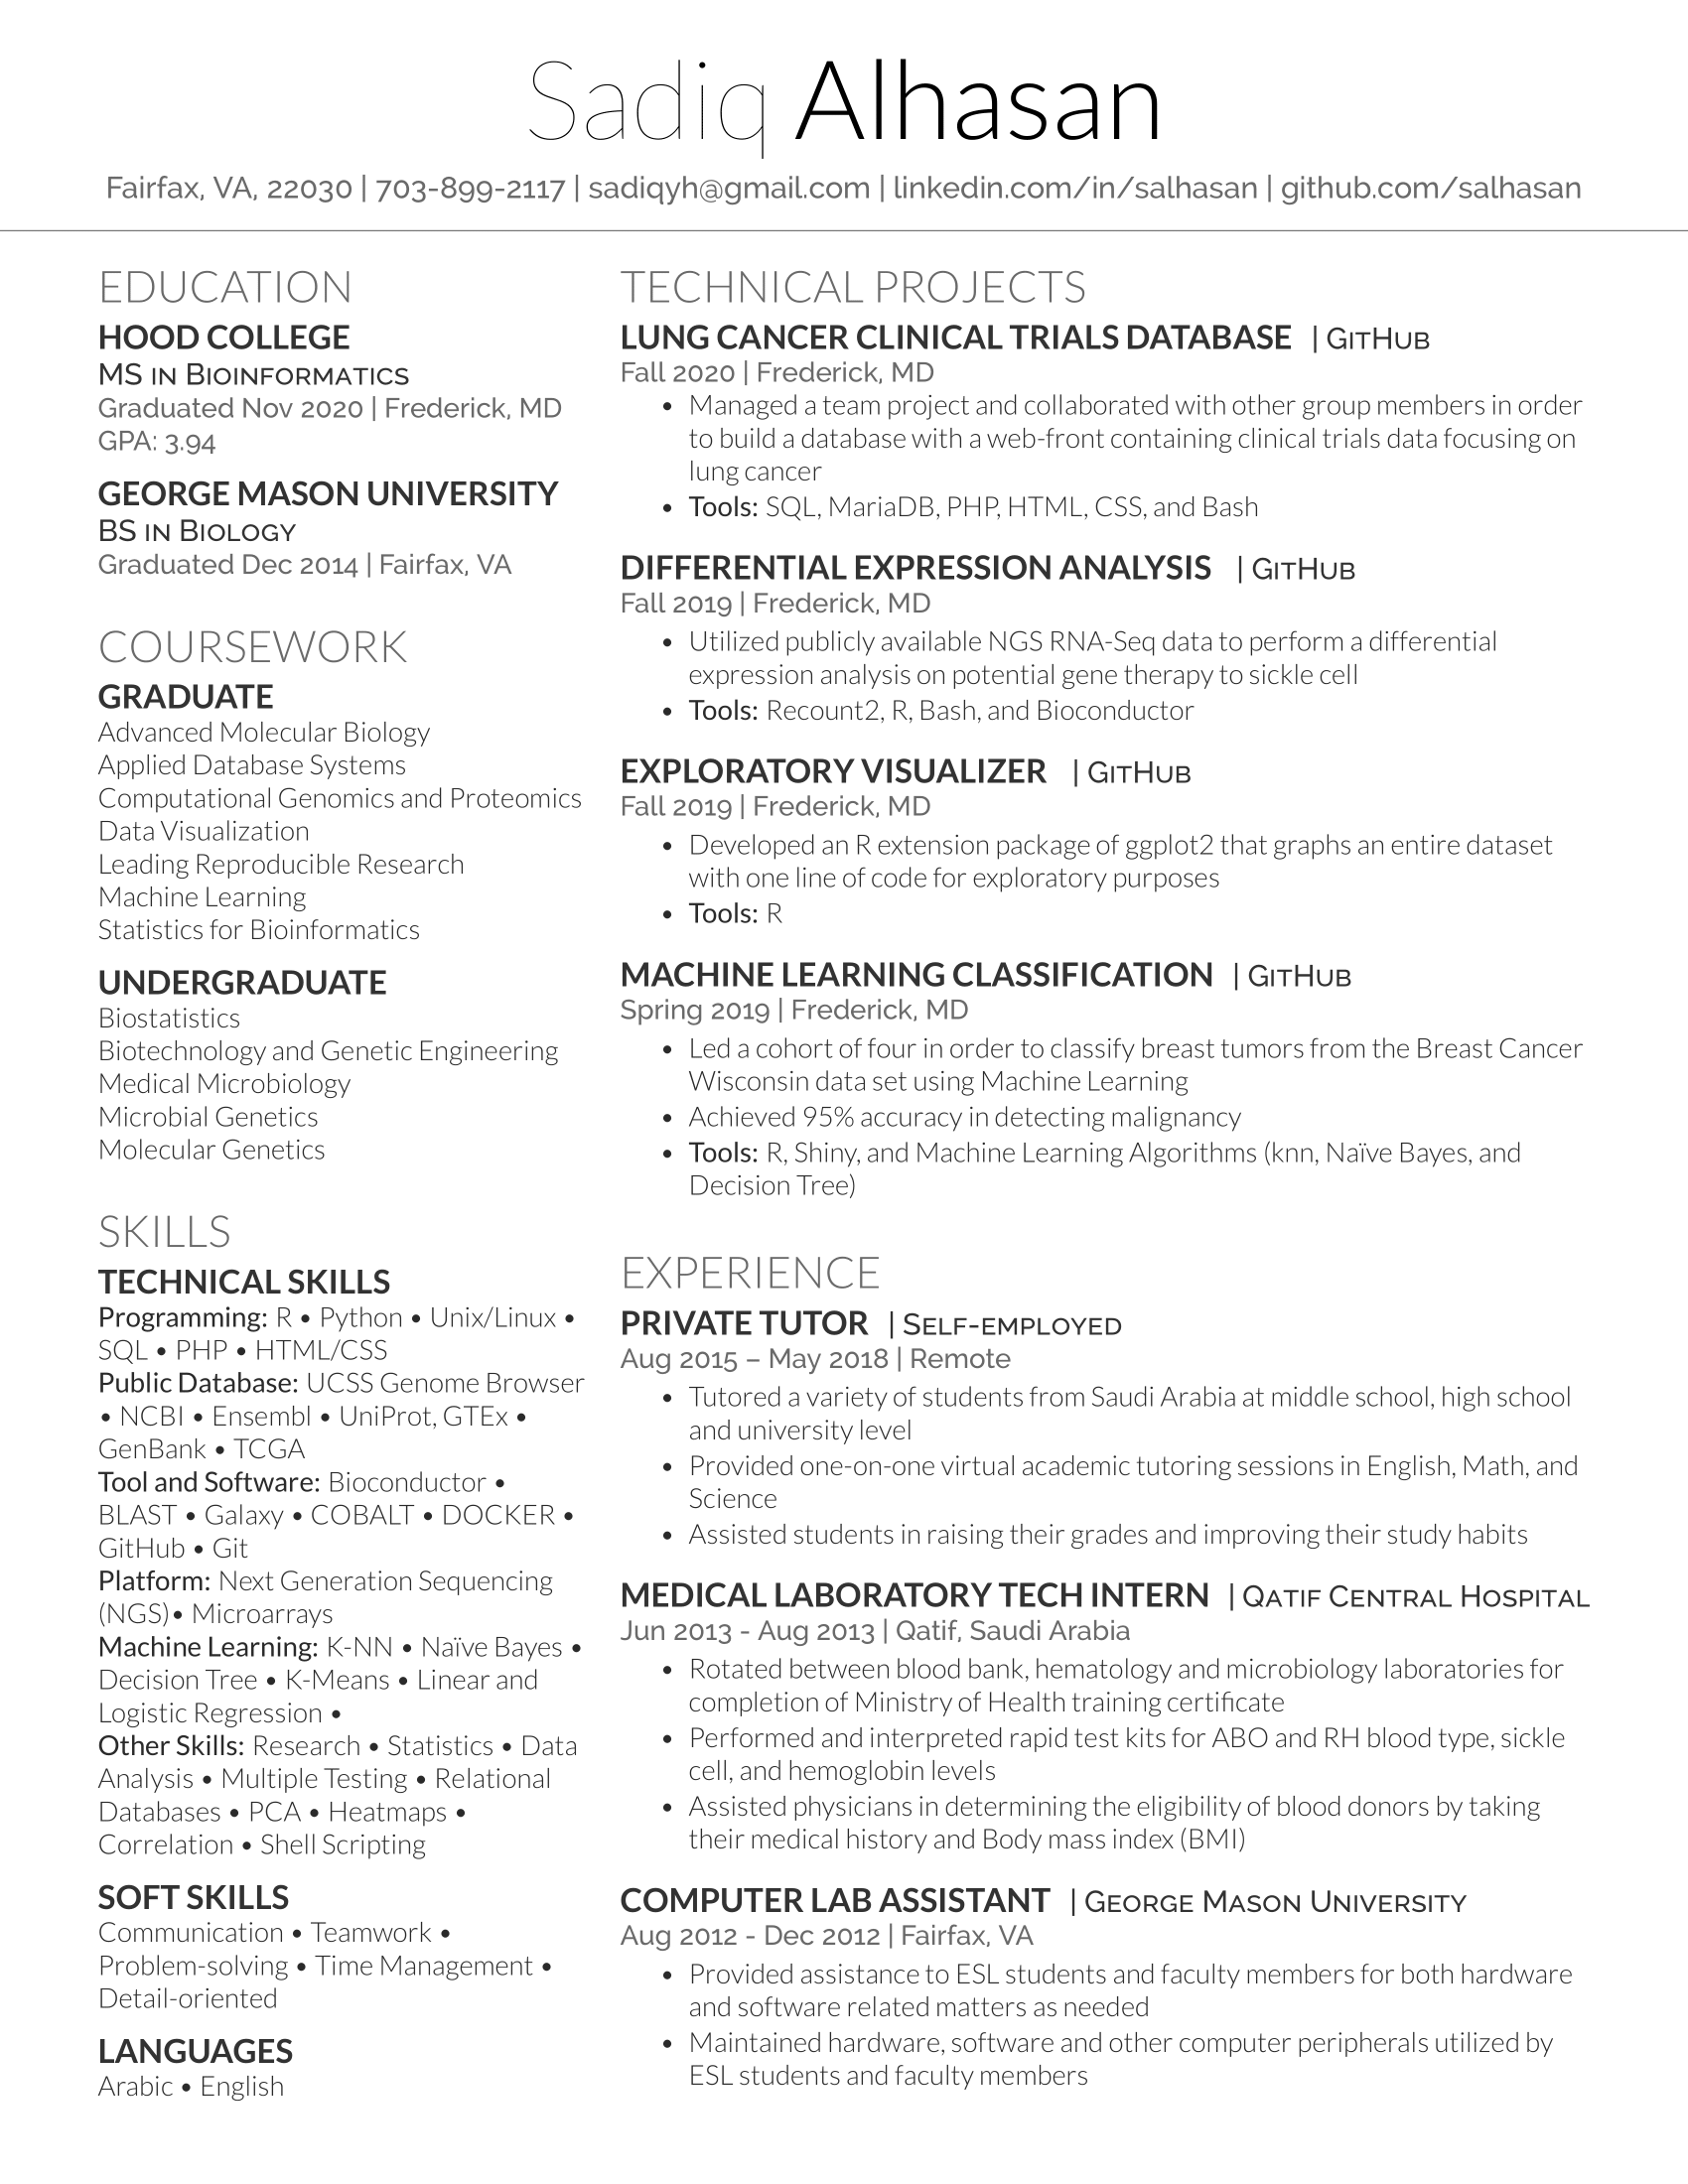 Sadiq Alhasan
Fairfax, VA, 22030 | 703-899-2117 | sadiqyh@gmail.com | linkedin.com/in/salhasan | github.com/salhasan
EDUCATION
HOOD COLLEGE
MS in Bioinformatics
Graduated Nov 2020 | Frederick, MD
GPA: 3.94
GEORGE MASON UNIVERSITY
BS in Biology
Graduated Dec 2014 | Fairfax, VA
COURSEWORK
GRADUATE
Advanced Molecular Biology
Applied Database Systems
Computational Genomics and Proteomics
Data Visualization
Leading Reproducible Research
Machine Learning
Statistics for Bioinformatics
UNDERGRADUATE
Biostatistics
Biotechnology and Genetic Engineering
Medical Microbiology
Microbial Genetics
Molecular Genetics
SKILLS
TECHNICAL SKILLS
Programming: R • Python • Unix/Linux •
SQL • PHP • HTML/CSS
Public Database: UCSS Genome Browser
• NCBI • Ensembl • UniProt, GTEx •
GenBank • TCGA
Tool and Software: Bioconductor •
BLAST • Galaxy • COBALT • DOCKER •
GitHub • Git
Platform: Next Generation Sequencing
(NGS)• Microarrays
Machine Learning: K-NN • Naïve Bayes •
Decision Tree • K-Means • Linear and
Logistic Regression •
Other Skills: Research • Statistics • Data
Analysis • Multiple Testing • Relational
Databases • PCA • Heatmaps •
Correlation • Shell Scripting
SOFT SKILLS
Communication • Teamwork •
Problem-solving • Time Management •
Detail-oriented
LANGUAGES
Arabic • English
TECHNICAL PROJECTS
LUNG CANCER CLINICAL TRIALS DATABASE | GitHub
Fall 2020 | Frederick, MD
• Managed a team project and collaborated with other group members in order
to build a database with a web-front containing clinical trials data focusing on
lung cancer
• Tools: SQL, MariaDB, PHP, HTML, CSS, and Bash
DIFFERENTIAL EXPRESSION ANALYSIS | GitHub
Fall 2019 | Frederick, MD
• Utilized publicly available NGS RNA-Seq data to perform a differential
expression analysis on potential gene therapy to sickle cell
• Tools: Recount2, R, Bash, and Bioconductor
EXPLORATORY VISUALIZER | GitHub
Fall 2019 | Frederick, MD
• Developed an R extension package of ggplot2 that graphs an entire dataset
with one line of code for exploratory purposes
• Tools: R
MACHINE LEARNING CLASSIFICATION | GitHub
Spring 2019 | Frederick, MD
• Led a cohort of four in order to classify breast tumors from the Breast Cancer
Wisconsin data set using Machine Learning
• Achieved 95% accuracy in detecting malignancy
• Tools: R, Shiny, and Machine Learning Algorithms (knn, Naïve Bayes, and
Decision Tree)
EXPERIENCE
PRIVATE TUTOR | Self-employed
Aug 2015 – May 2018 | Remote
• Tutored a variety of students from Saudi Arabia at middle school, high school
and university level
• Provided one-on-one virtual academic tutoring sessions in English, Math, and
Science
• Assisted students in raising their grades and improving their study habits
MEDICAL LABORATORY TECH INTERN | Qatif Central Hospital
Jun 2013 - Aug 2013 | Qatif, Saudi Arabia
• Rotated between blood bank, hematology and microbiology laboratories for
completion of Ministry of Health training certificate
• Performed and interpreted rapid test kits for ABO and RH blood type, sickle
cell, and hemoglobin levels
• Assisted physicians in determining the eligibility of blood donors by taking
their medical history and Body mass index (BMI)
COMPUTER LAB ASSISTANT | George Mason University
Aug 2012 - Dec 2012 | Fairfax, VA
• Provided assistance to ESL students and faculty members for both hardware
and software related matters as needed
• Maintained hardware, software and other computer peripherals utilized by
ESL students and faculty members